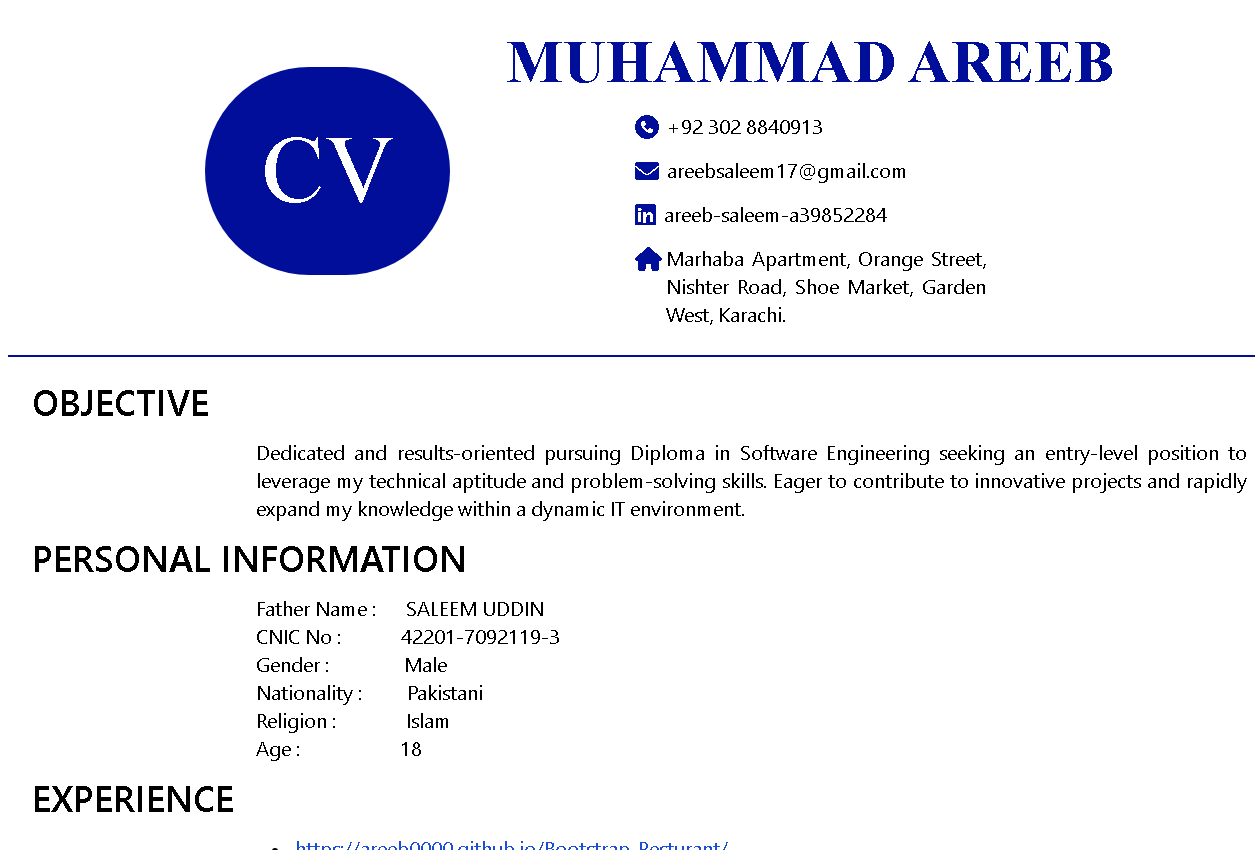 CV
MUHAMMAD AREEB
+92 302 8840913
areebsaleem17@gmail.com
areeb-saleem-a39852284
Marhaba Apartment, Orange Street,
Nishter Road, Shoe Market, Garden
West, Karachi.
OBJECTIVE
Dedicated and results-oriented pursuing Diploma in Software Engineering seeking an entry-level position to
leverage my technical aptitude and problem-solving skills. Eager to contribute to innovative projects and rapidly
expand my knowledge within a dynamic IT environment.
PERSONAL INFORMATION
Father Name : SALEEM UDDIN
CNIC No : 42201-7092119-3
Gender : Male
Nationality : Pakistani
Religion : Islam
Age : 18
EXPERIENCE
• https://areeb0000.github.io/Bootstrap-Resturant/